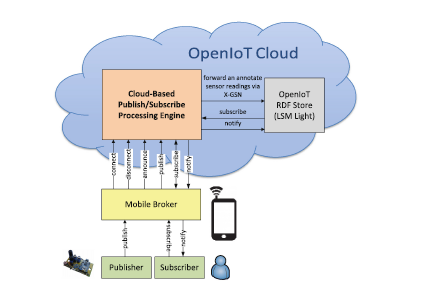 OpenIoT Cloud
Cloud-Based
Publish/Subscribe
Processing Engine
forward an annotate
sensor readings via
X-GSN
subscribe
notify
OpenIoT
RDF Store
(LSM Light)
connect
disconnect
announce
publish
subscribe
notify
Mobile Broker
publish
subscribe
notify
Publisher
Subscriber